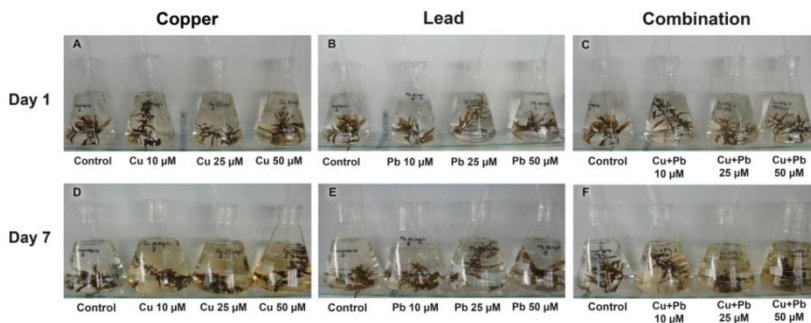 Copper Lead Combination
A B C
Day 1
Control Cu 10 µM Cu 25 µM Cu 50 µM Control Pb 10 µM Pb 25 µM Pb 50 µM Control Cu+Pb Cu+Pb Cu+Pb
10 µM 25 µM 50 µM
D E F
Day 7
Control Cu 10 µM Cu 25 µM Cu 50 µM Control Pb 10 µM Pb 25 µM Pb 50 µM Control Cu+Pb Cu+Pb Cu+Pb
10 µM 25 µM 50 µM